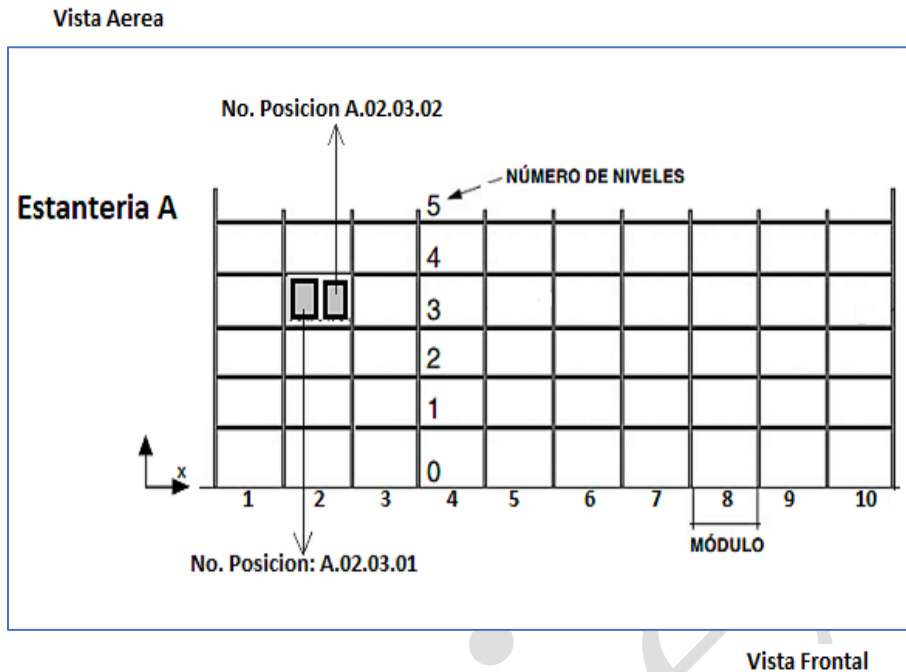 Vista Aerea
No. Posicion A.02.03.02
NÚMERO DE NIVELES
Estanteria A
5
4
3
2
1
0
x
1 2 3 4 5 6 7 8 9 10
MÓDULO
No. Posicion: A.02.03.01
Vista Frontal